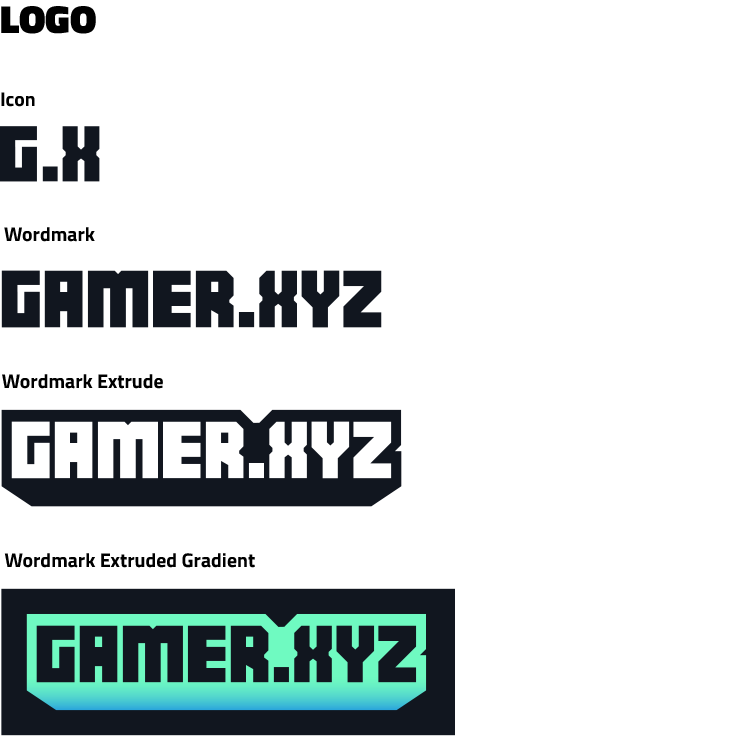 LOGO
Icon
G.X
Wordmark
GAMER.XYZ
Wordmark Extrude
GAMER.XYZ
Wordmark Extruded Gradient
GAMER.XYZ